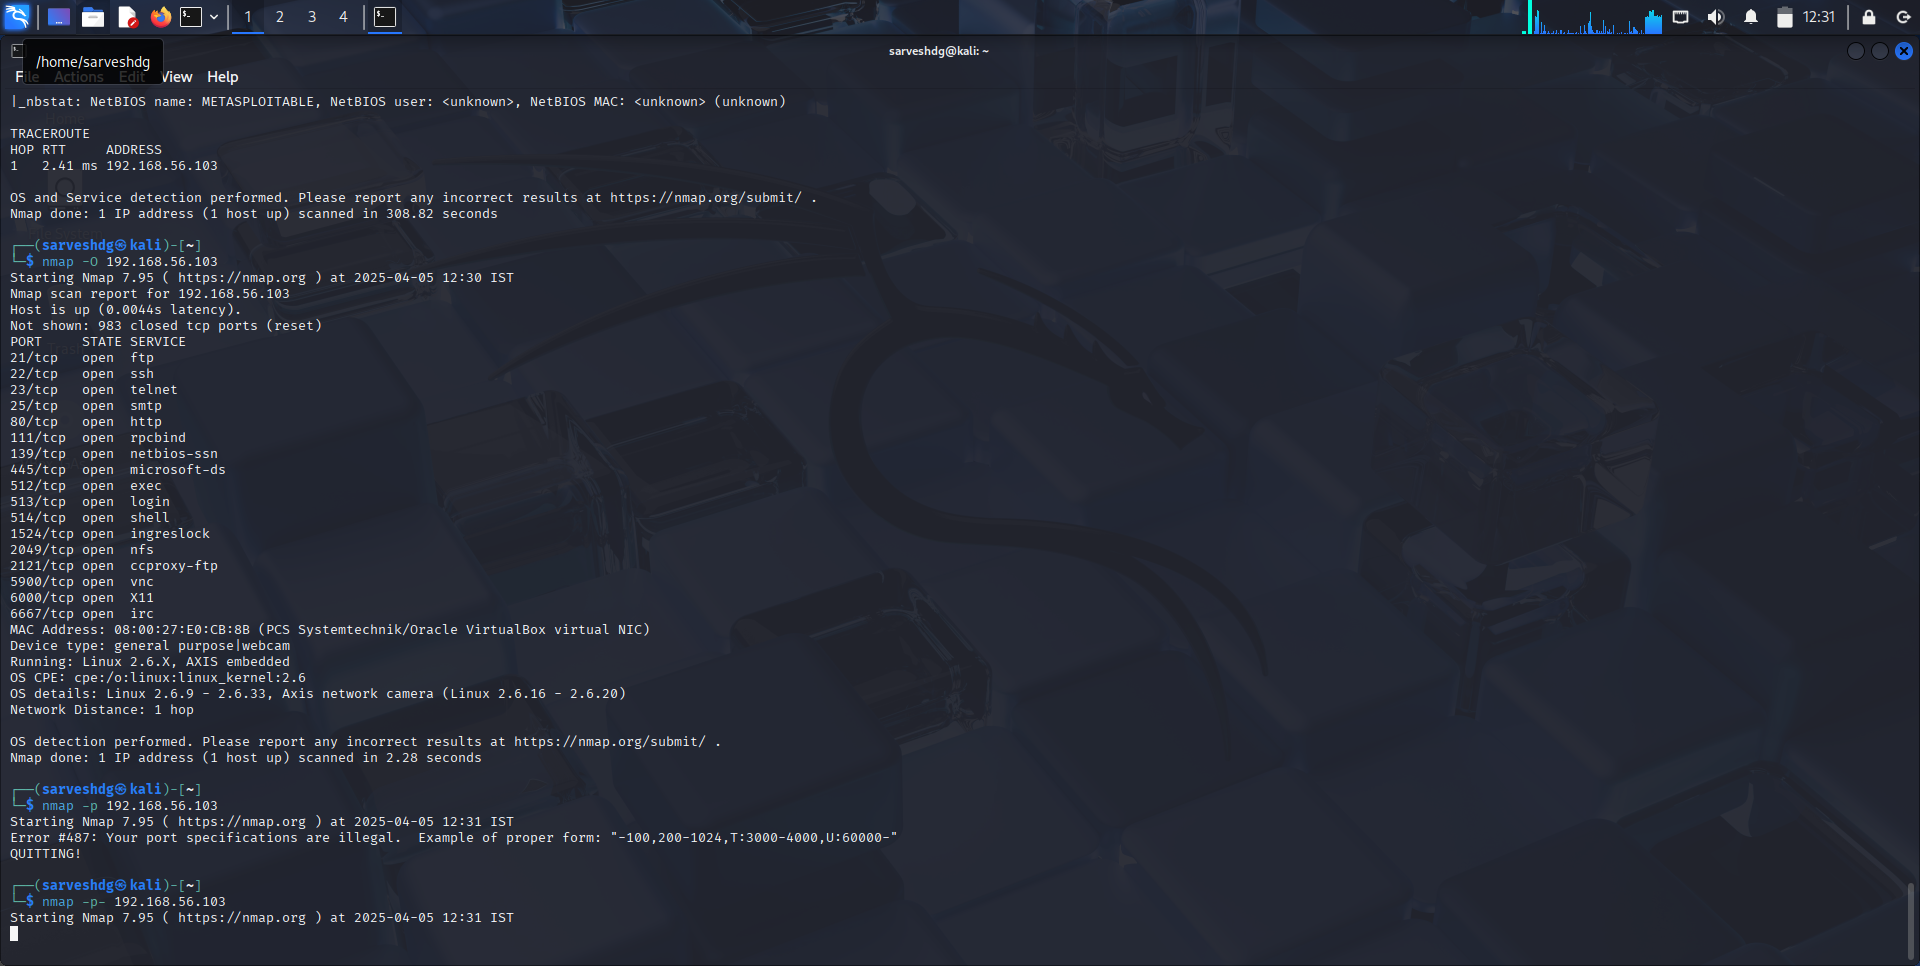 1 2 3 4 12:31
sarveshdg@kali: ~
/home/sarveshdg
File Actions Edit View Help
|_nbstat: NetBIOS name: METASPLOITABLE, NetBIOS user: <unknown>, NetBIOS MAC: <unknown> (unknown)
TRACEROUTE
HOP RTT     ADDRESS
1   2.41 ms 192.168.56.103
OS and Service detection performed. Please report any incorrect results at https://nmap.org/submit/ .
Nmap done: 1 IP address (1 host up) scanned in 308.82 seconds
┌──(sarveshdg㉿kali)-[~]
└─$ nmap -O 192.168.56.103
Starting Nmap 7.95 ( https://nmap.org ) at 2025-04-05 12:30 IST
Nmap scan report for 192.168.56.103
Host is up (0.0044s latency).
Not shown: 983 closed tcp ports (reset)
PORT     STATE SERVICE
21/tcp   open  ftp
22/tcp   open  ssh
23/tcp   open  telnet
25/tcp   open  smtp
80/tcp   open  http
111/tcp  open  rpcbind
139/tcp  open  netbios-ssn
445/tcp  open  microsoft-ds
512/tcp  open  exec
513/tcp  open  login
514/tcp  open  shell
1524/tcp open  ingreslock
2049/tcp open  nfs
2121/tcp open  ccproxy-ftp
5900/tcp open  vnc
6000/tcp open  X11
6667/tcp open  irc
MAC Address: 08:00:27:E0:CB:8B (PCS Systemtechnik/Oracle VirtualBox virtual NIC)
Device type: general purpose|webcam
Running: Linux 2.6.X, AXIS embedded
OS CPE: cpe:/o:linux:linux_kernel:2.6
OS details: Linux 2.6.9 - 2.6.33, Axis network camera (Linux 2.6.16 - 2.6.20)
Network Distance: 1 hop
OS detection performed. Please report any incorrect results at https://nmap.org/submit/ .
Nmap done: 1 IP address (1 host up) scanned in 2.28 seconds
┌──(sarveshdg㉿kali)-[~]
└─$ nmap -p 192.168.56.103
Starting Nmap 7.95 ( https://nmap.org ) at 2025-04-05 12:31 IST
Error #487: Your port specifications are illegal.  Example of proper form: "-100,200-1024,T:3000-4000,U:60000-"
QUITTING!
┌──(sarveshdg㉿kali)-[~]
└─$ nmap -p- 192.168.56.103
Starting Nmap 7.95 ( https://nmap.org ) at 2025-04-05 12:31 IST